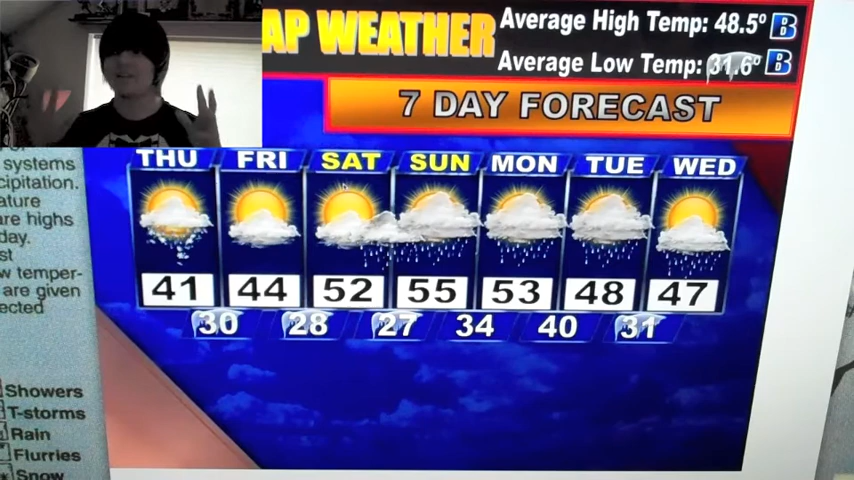 AP WEATHER
Average High Temp: 48.5° B
Average Low Temp: 31.6° B
7 DAY FORECAST
THU FRI SAT SUN MON TUE WED
41 44 52 55 53 48 47
30 28 27 34 40 31
systems
cipitation.
ature
are highs
day.
st
w temper-
are given
ected
Showers
T-storms
Rain
Flurries
Snow